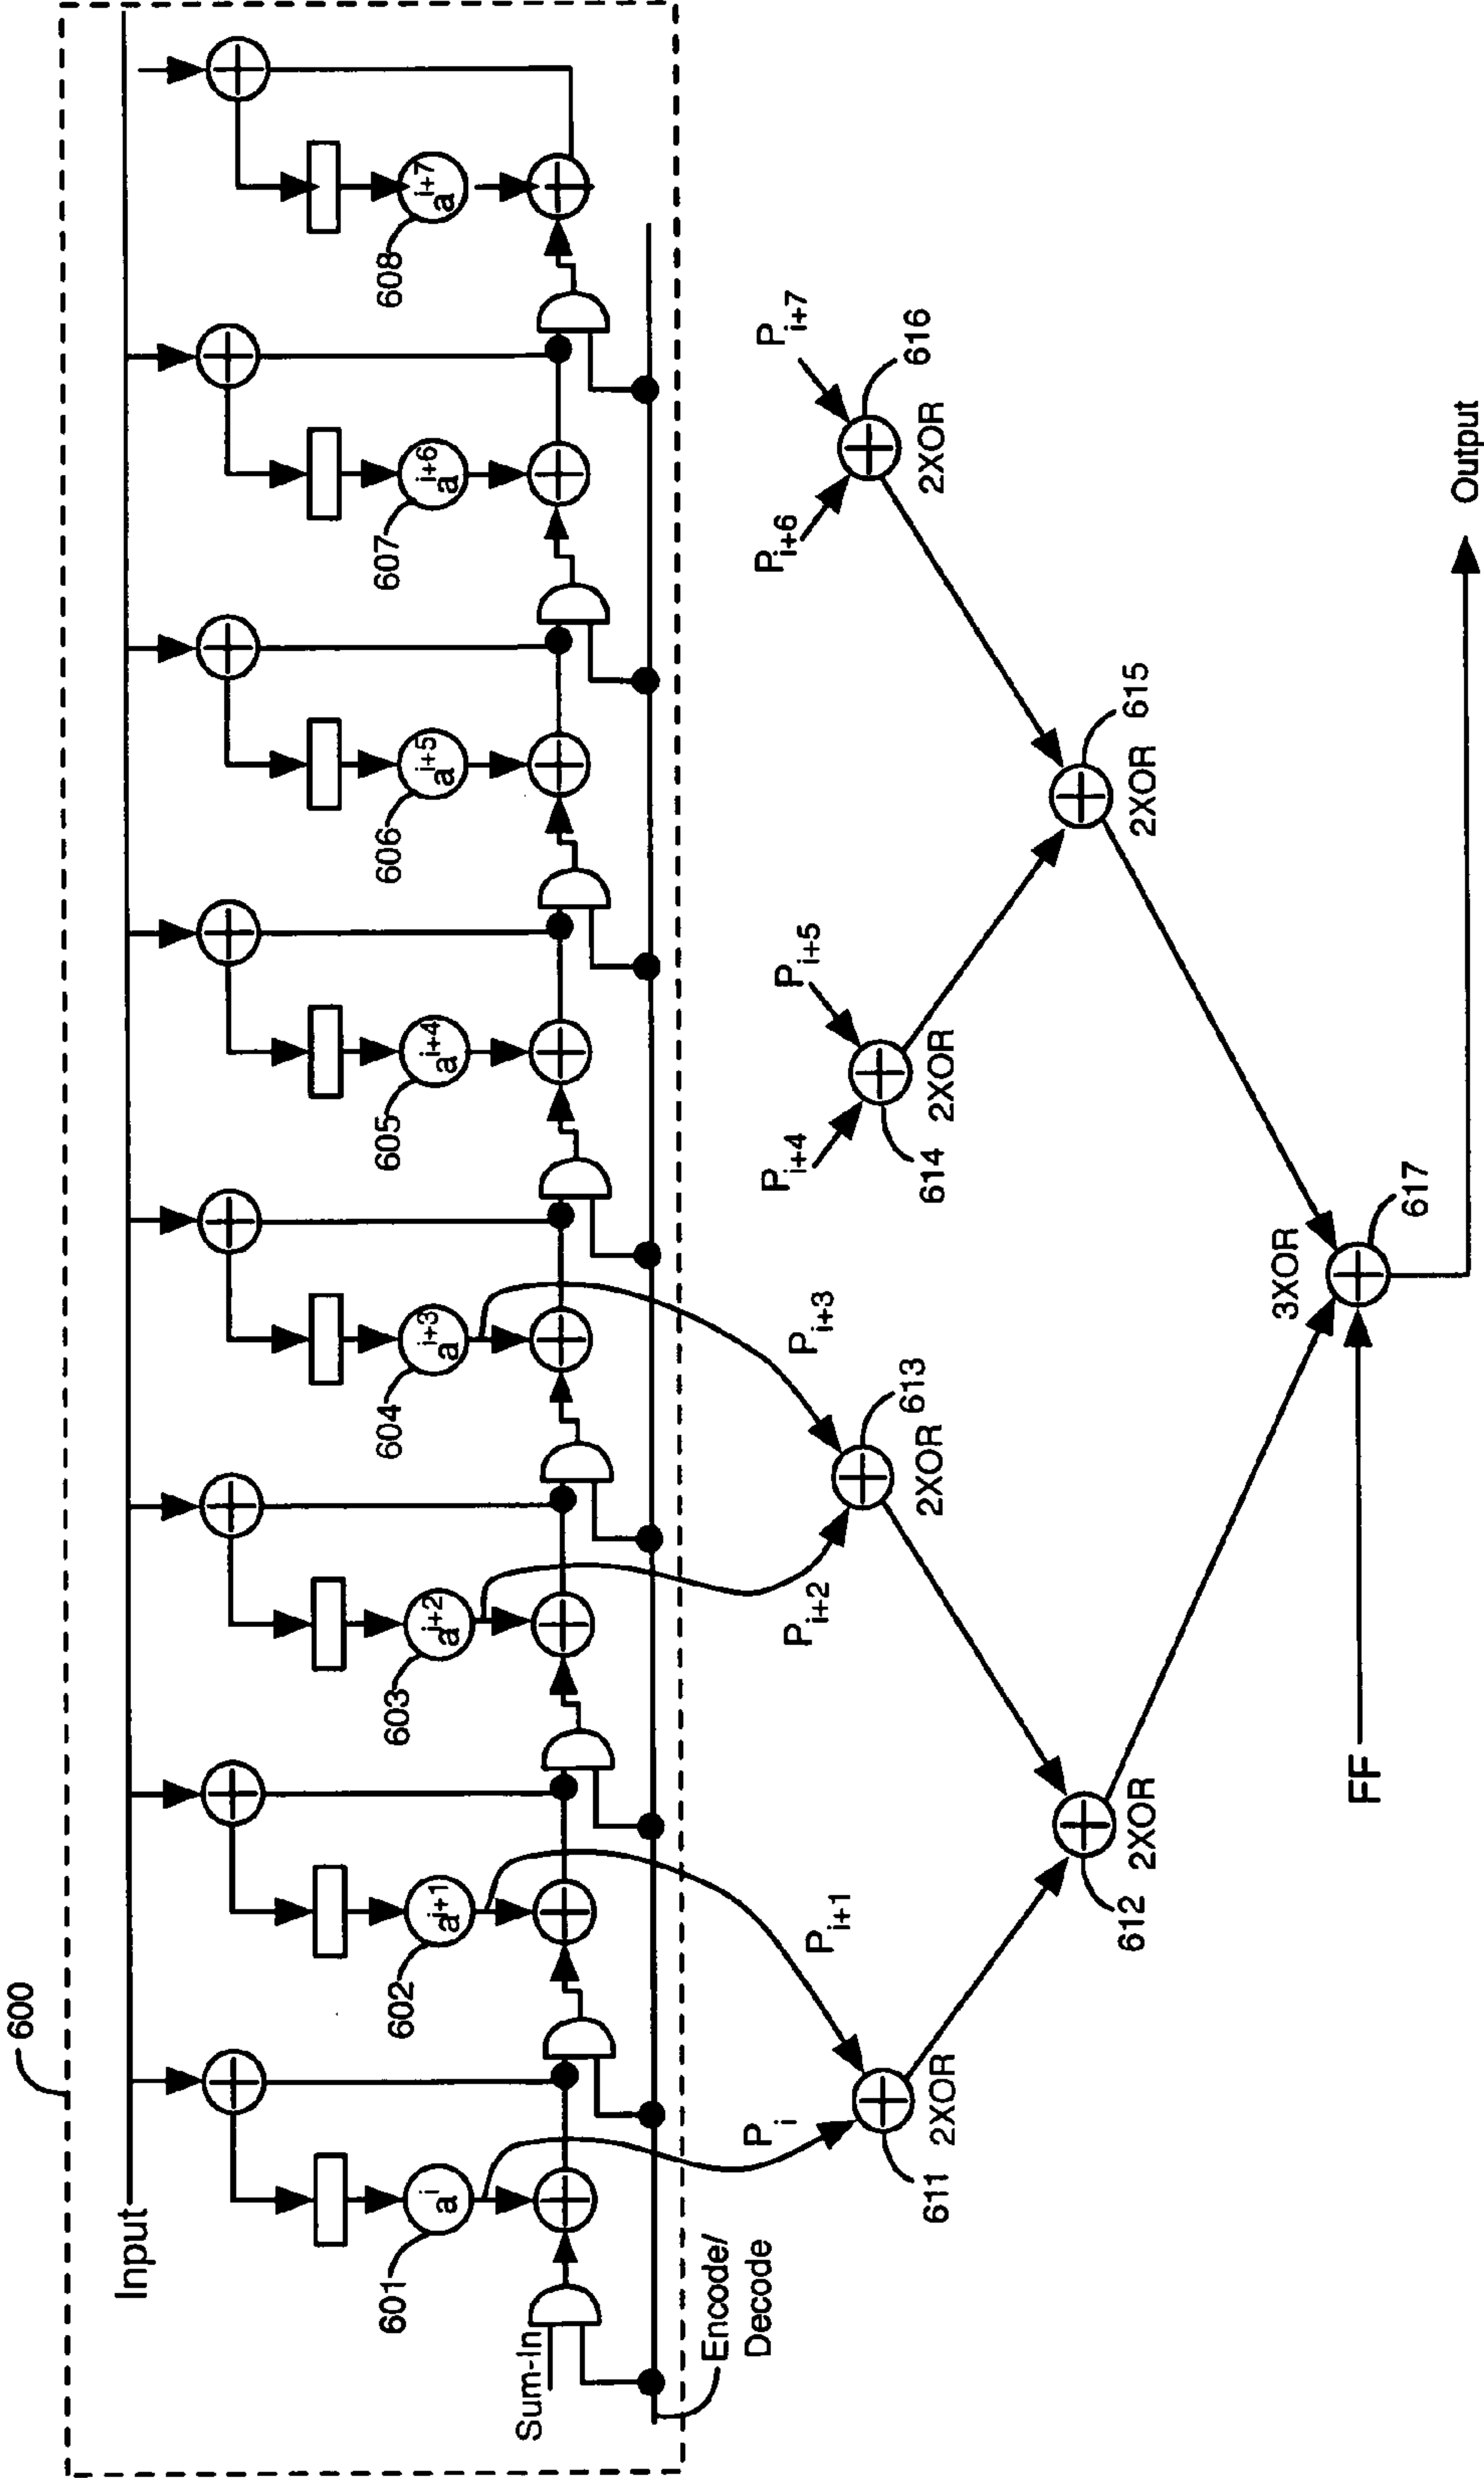 600
Input
a^i
a^i+1
a^i+2
a^i+3
a^i+4
a^i+5
a^i+6
a^i+7
601
602
603
604
605
606
607
608
Sum-In
Encode/
Decode
P_i
P_i+1
P_i+2
P_i+3
P_i+4
P_i+5
P_i+6
P_i+7
611
2XOR
613
2XOR
614
2XOR
616
2XOR
612
2XOR
615
2XOR
3XOR
617
FF
Output